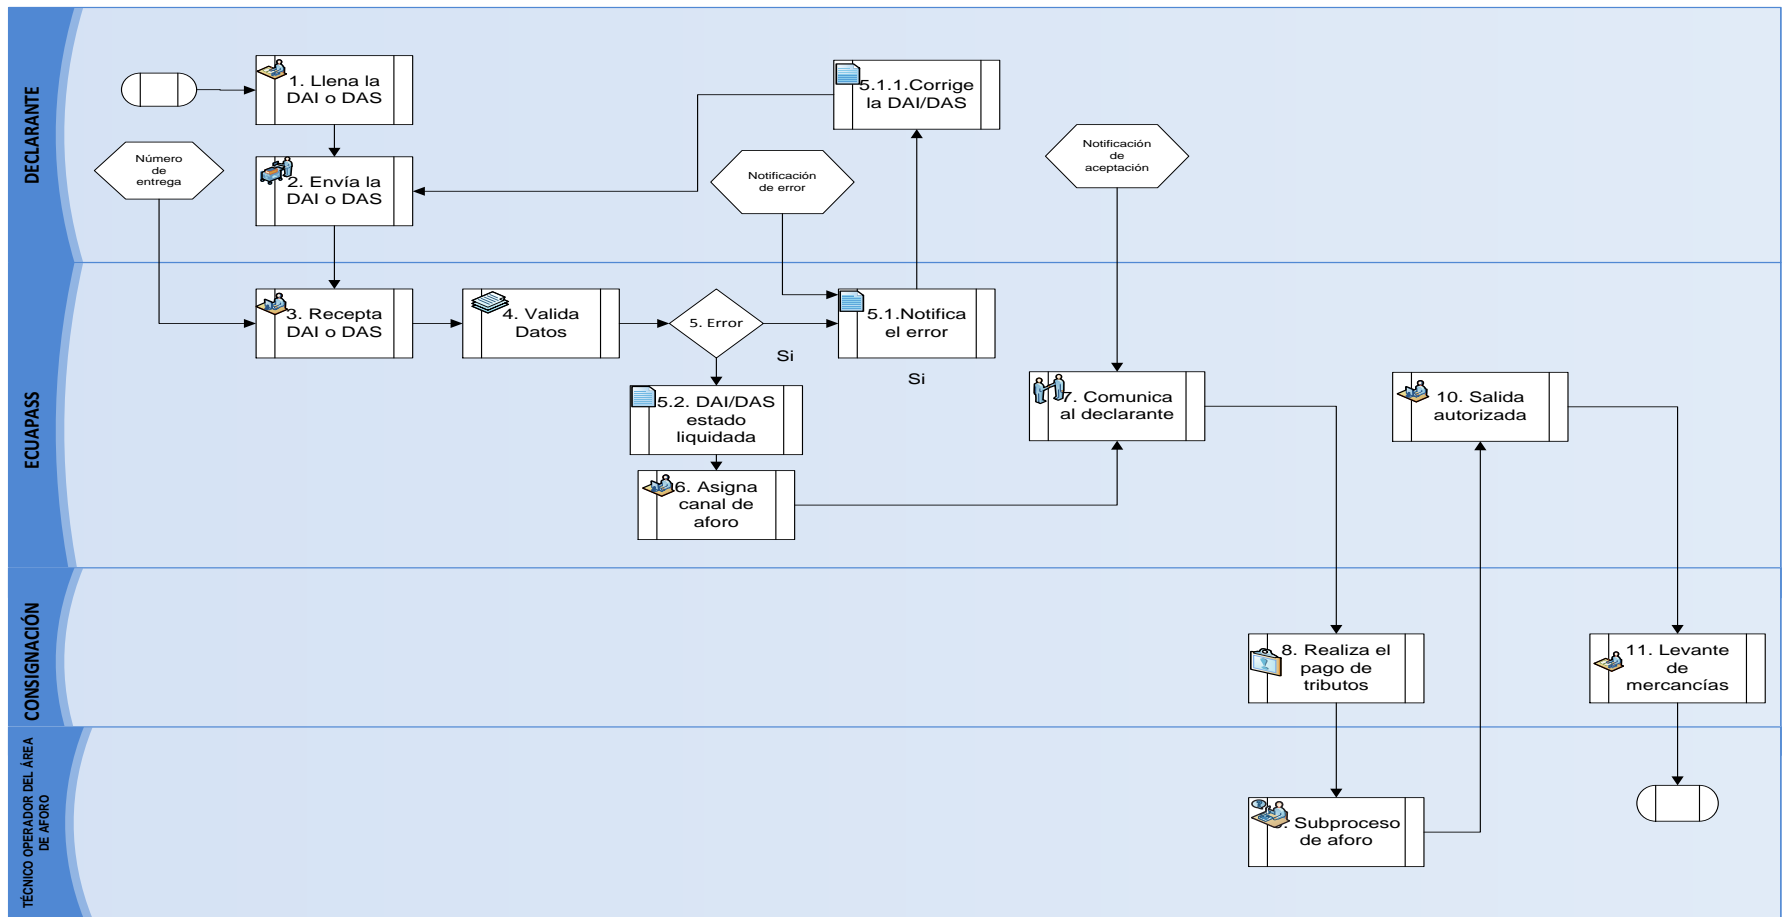 DECLARANTE
1. Llena la
DAI o DAS
5.1.1.Corrige
la DAI/DAS
Número
de
entrega
2. Envía la
DAI o DAS
Notificación
de error
Notificación
de
aceptación
ECUAPASS
3. Recepta
DAI o DAS
4. Valida
Datos
5. Error
Si
5.1.Notifica
el error
Si
5.2. DAI/DAS
estado
liquidada
6. Asigna
canal de
aforo
7. Comunica
al declarante
10. Salida
autorizada
CONSIGNACIÓN
8. Realiza el
pago de
tributos
11. Levante
de
mercancías
TÉCNICO OPERADOR DEL ÁREA
DE AFORO
. Subproceso
de aforo